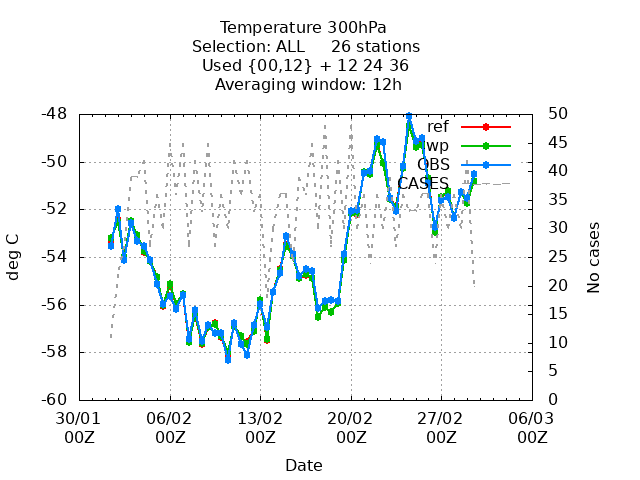 Temperature 300hPa
Selection: ALL 26 stations
Used {00,12} + 12 24 36
Averaging window: 12h
-48
-50
-52
-54
-56
-58
-60
deg C
50
45
40
35
30
25
20
15
10
5
0
No cases
ref
wp
OBS
CASES
30/01 06/02 13/02 20/02 27/02 06/03
00Z 00Z 00Z 00Z 00Z 00Z
Date